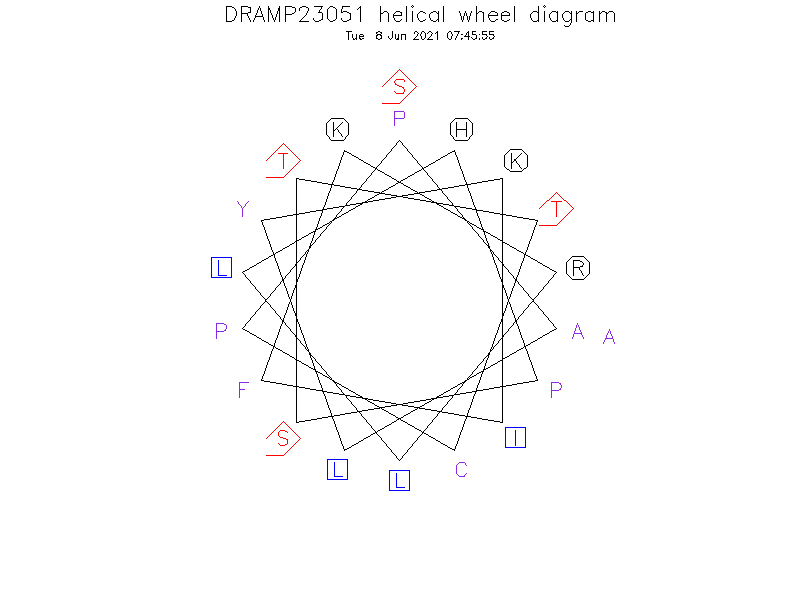 DRAMP23051 helical wheel diagram
Tue 8 Jun 2021 07:45:55
S
P
K H
T K
Y T
L R
P A A
F P
S I
L C
L